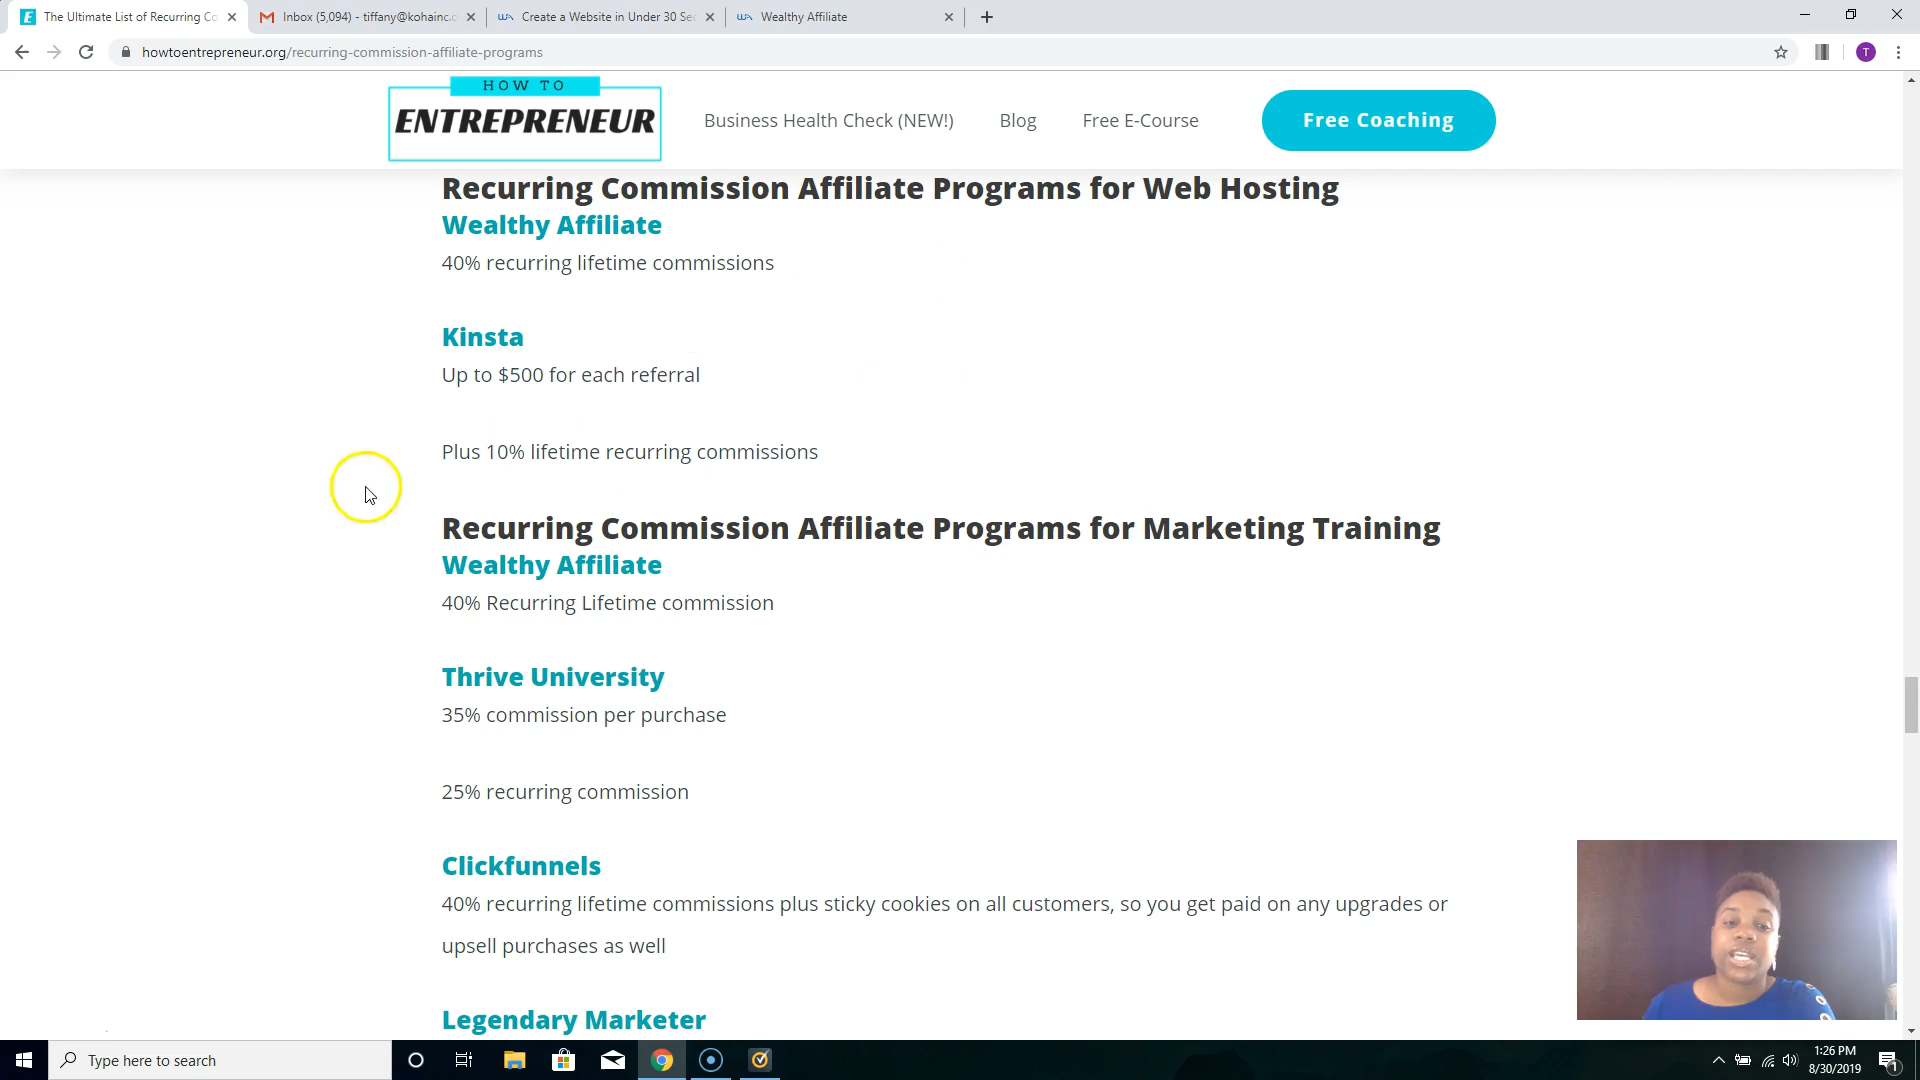 The Ultimate List of Recurring Co
Inbox (5,094) - tiffany@kohainc.c
Create a Website in Under 30 Sec
Wealthy Affiliate
howtoentrepreneur.org/recurring-commission-affiliate-programs
T
HOW TO
ENTREPRENEUR
Business Health Check (NEW!)
Blog
Free E-Course
Free Coaching
Recurring Commission Affiliate Programs for Web Hosting
Wealthy Affiliate
40% recurring lifetime commissions
Kinsta
Up to $500 for each referral
Plus 10% lifetime recurring commissions
Recurring Commission Affiliate Programs for Marketing Training
Wealthy Affiliate
40% Recurring Lifetime commission
Thrive University
35% commission per purchase
25% recurring commission
Clickfunnels
40% recurring lifetime commissions plus sticky cookies on all customers, so you get paid on any upgrades or
upsell purchases as well
Legendary Marketer
Type here to search
1:26 PM
8/30/2019
1